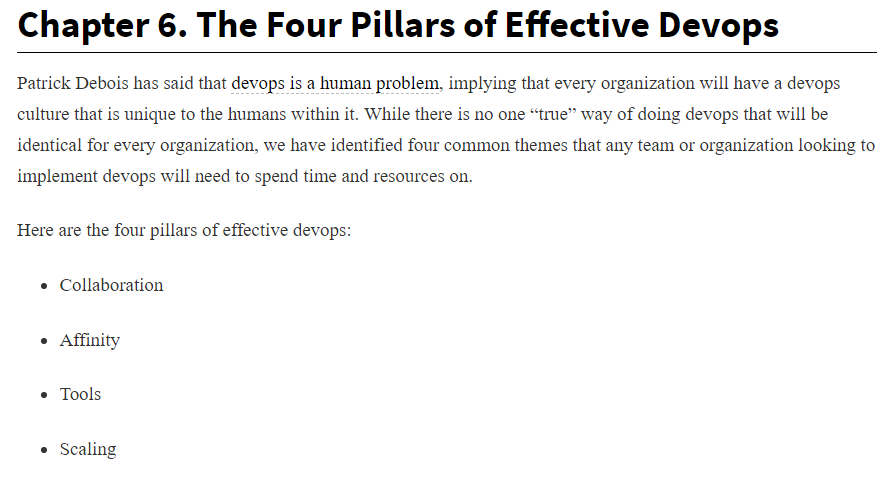 Chapter 6. The Four Pillars of Effective Devops
Patrick Debois has said that devops is a human problem, implying that every organization will have a devops
culture that is unique to the humans within it. While there is no one “true” way of doing devops that will be
identical for every organization, we have identified four common themes that any team or organization looking to
implement devops will need to spend time and resources on.
Here are the four pillars of effective devops:
• Collaboration
• Affinity
• Tools
• Scaling